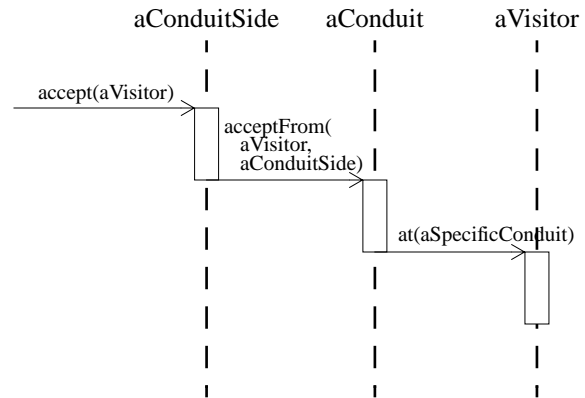 aConduitSide aConduit aVisitor
accept(aVisitor)
acceptFrom(
aVisitor,
aConduitSide)
at(aSpecificConduit)